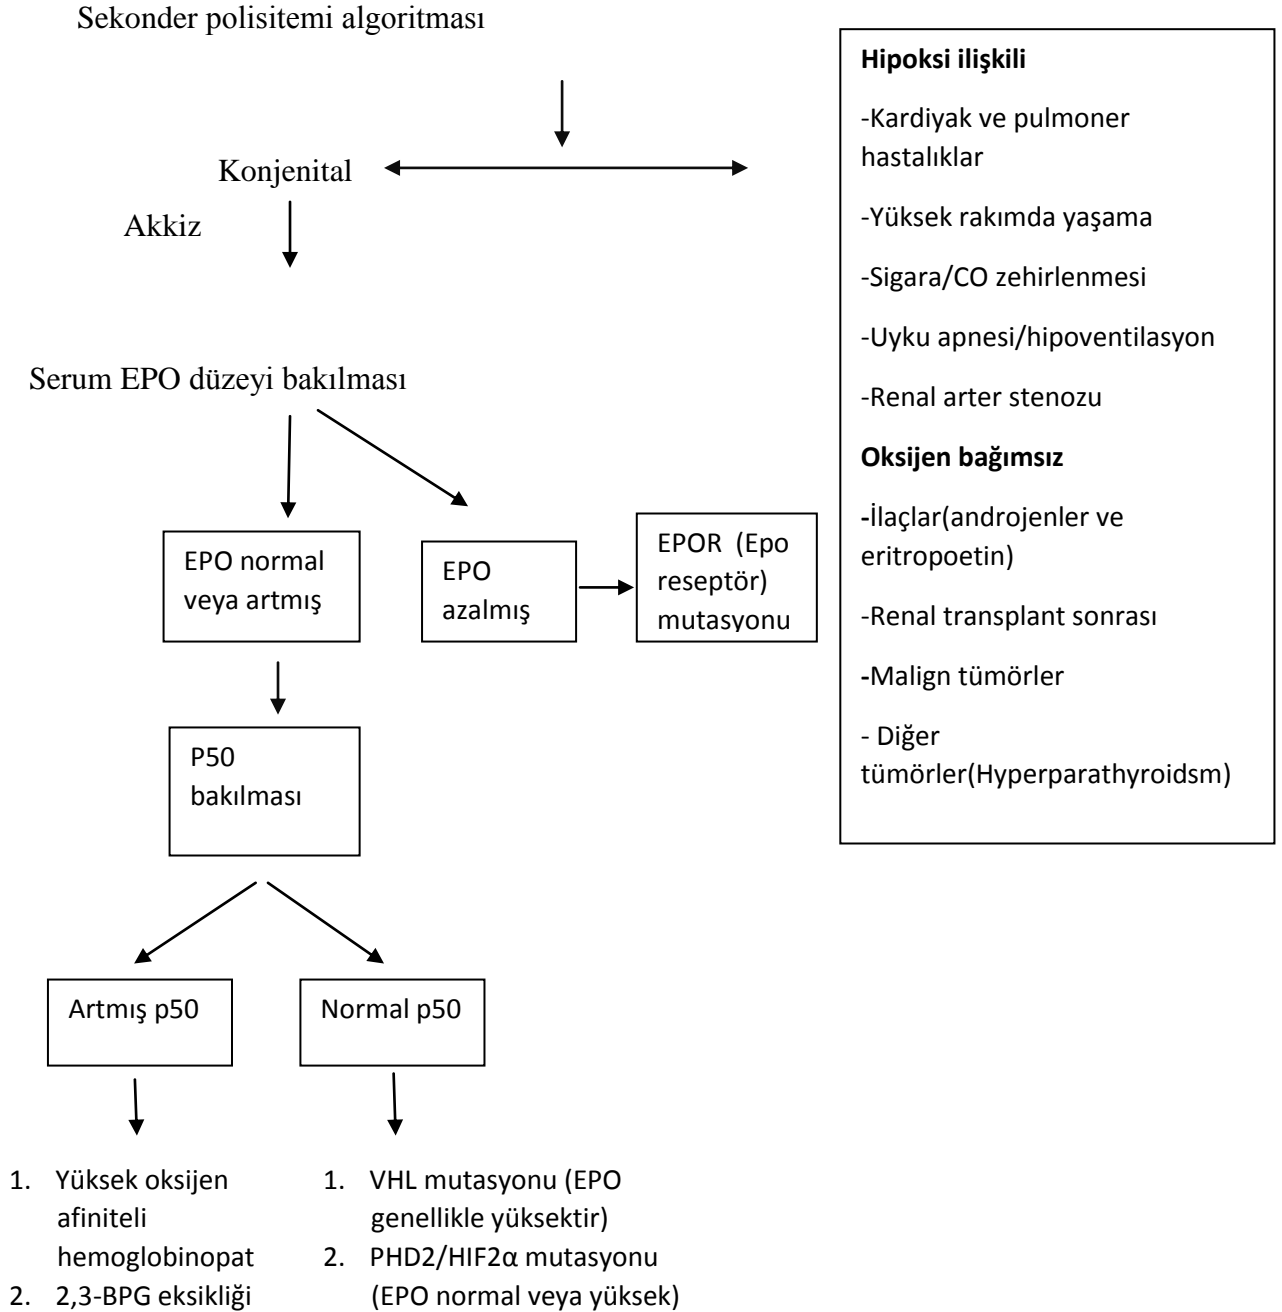 Sekonder polisitemi algoritması
Konjenital
Akkiz
Serum EPO düzeyi bakılması
EPO normal
veya artmış
EPO
azalmış
EPOR (Epo
reseptör)
mutasyonu
P50
bakılması
Artmış p50
Normal p50
1. Yüksek oksijen
afiniteli
hemoglobinopat
2. 2,3-BPG eksikliği
1. VHL mutasyonu (EPO
genellikle yüksektir)
2. PHD2/HIF2α mutasyonu
(EPO normal veya yüksek)
Hipoksi ilişkili
-Kardiyak ve pulmoner
hastalıklar
-Yüksek rakımda yaşama
-Sigara/CO zehirlenmesi
-Uyku apnesi/hipoventilasyon
-Renal arter stenozu
Oksijen bağımsız
-İlaçlar(androjenler ve
eritropoetin)
-Renal transplant sonrası
-Malign tümörler
- Diğer
tümörler(Hyperparathyroidsm)